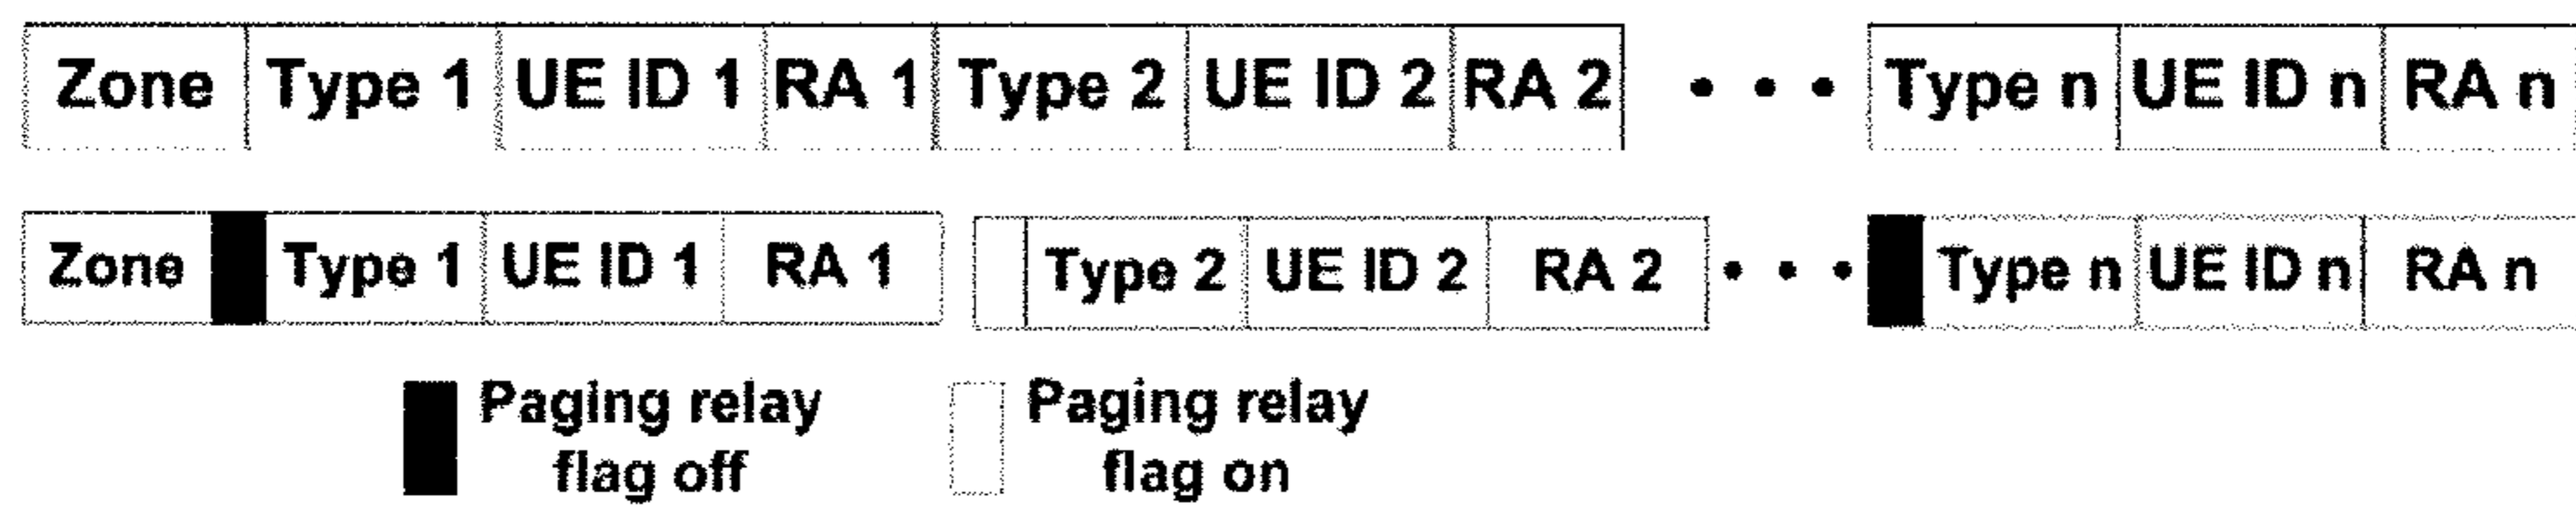 Zone Type 1 UE ID 1 RA 1 Type 2 UE ID 2 RA 2 • • • Type n UE ID n RA n
Zone Type 1 UE ID 1 RA 1 Type 2 UE ID 2 RA 2 • • • Type n UE ID n RA n
Paging relay flag off
Paging relay flag on